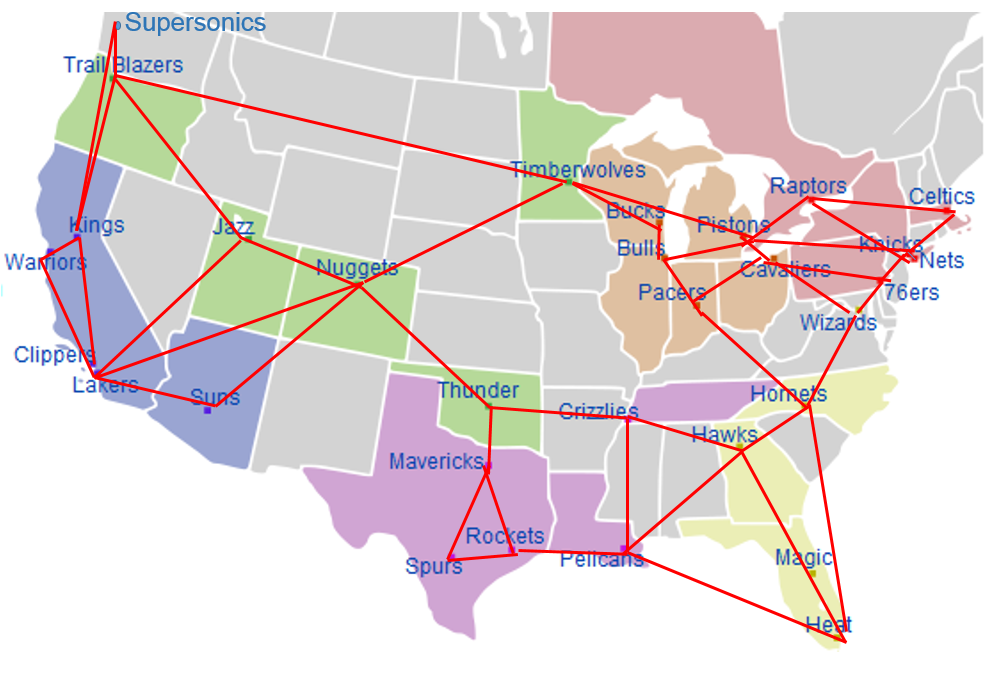 Supersonics
Trail Blazers
Timberwolves
Raptors
Celtics
Bucks
Pistons
Kings
Jazz
Knicks
Bulls
Nets
Warriors
Nuggets
Cavaliers
Pacers
76ers
Wizards
Clippers
Lakers
Suns
Thunder
Hornets
Grizzlies
Hawks
Mavericks
Rockets
Spurs
Pelicans
Magic
Heat